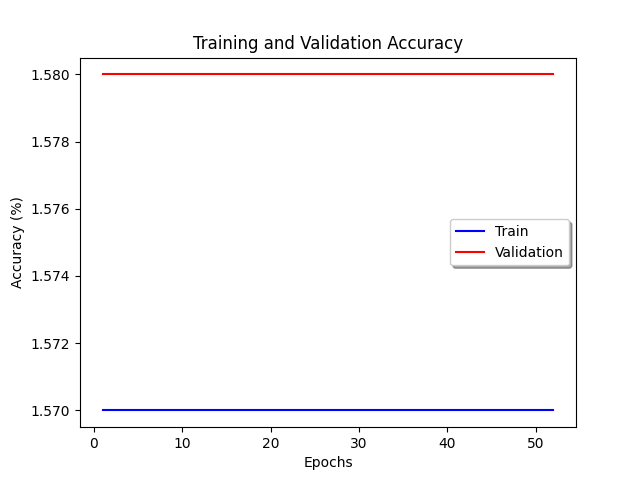 Training and Validation Accuracy
1.580
1.578
1.576
1.574
1.572
1.570
Accuracy (%)
Train
Validation
0
10
20
30
40
50
Epochs